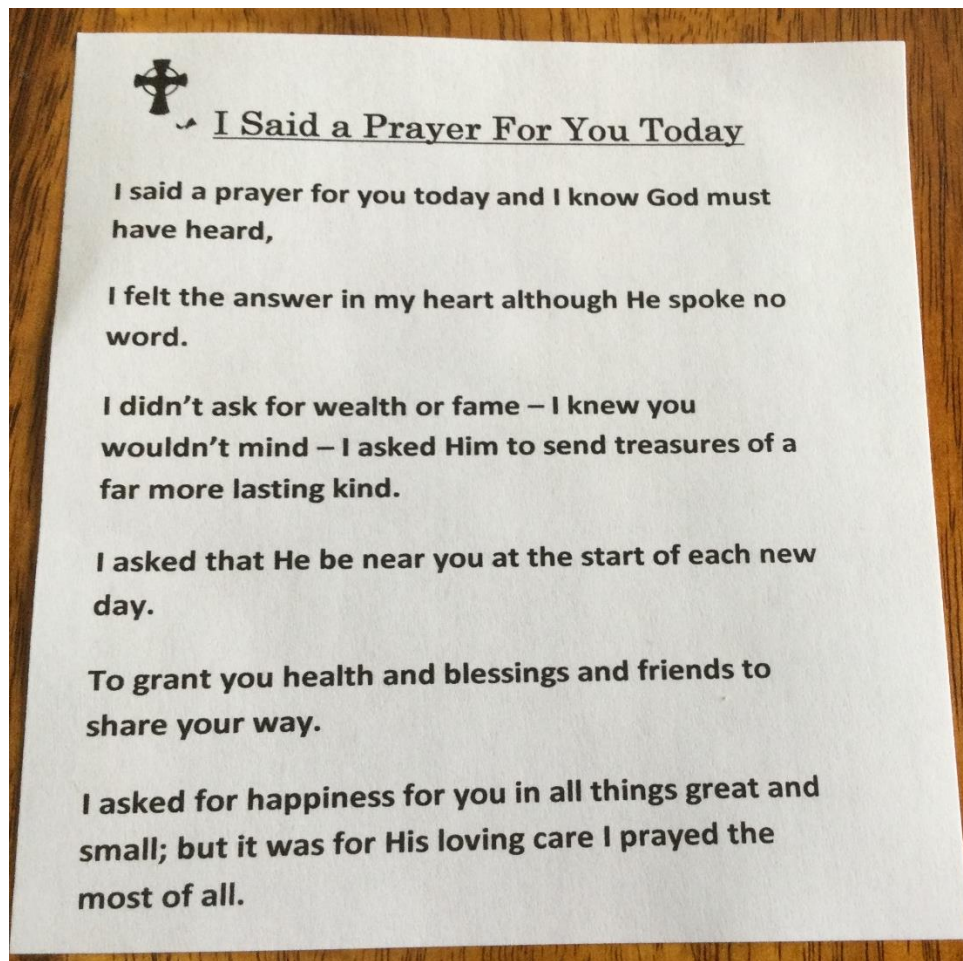 I Said a Prayer For You Today
I said a prayer for you today and I know God must
have heard,
I felt the answer in my heart although He spoke no
word.
I didn’t ask for wealth or fame – I knew you
wouldn’t mind – I asked Him to send treasures of a
far more lasting kind.
I asked that He be near you at the start of each new
day.
To grant you health and blessings and friends to
share your way.
I asked for happiness for you in all things great and
small; but it was for His loving care I prayed the
most of all.